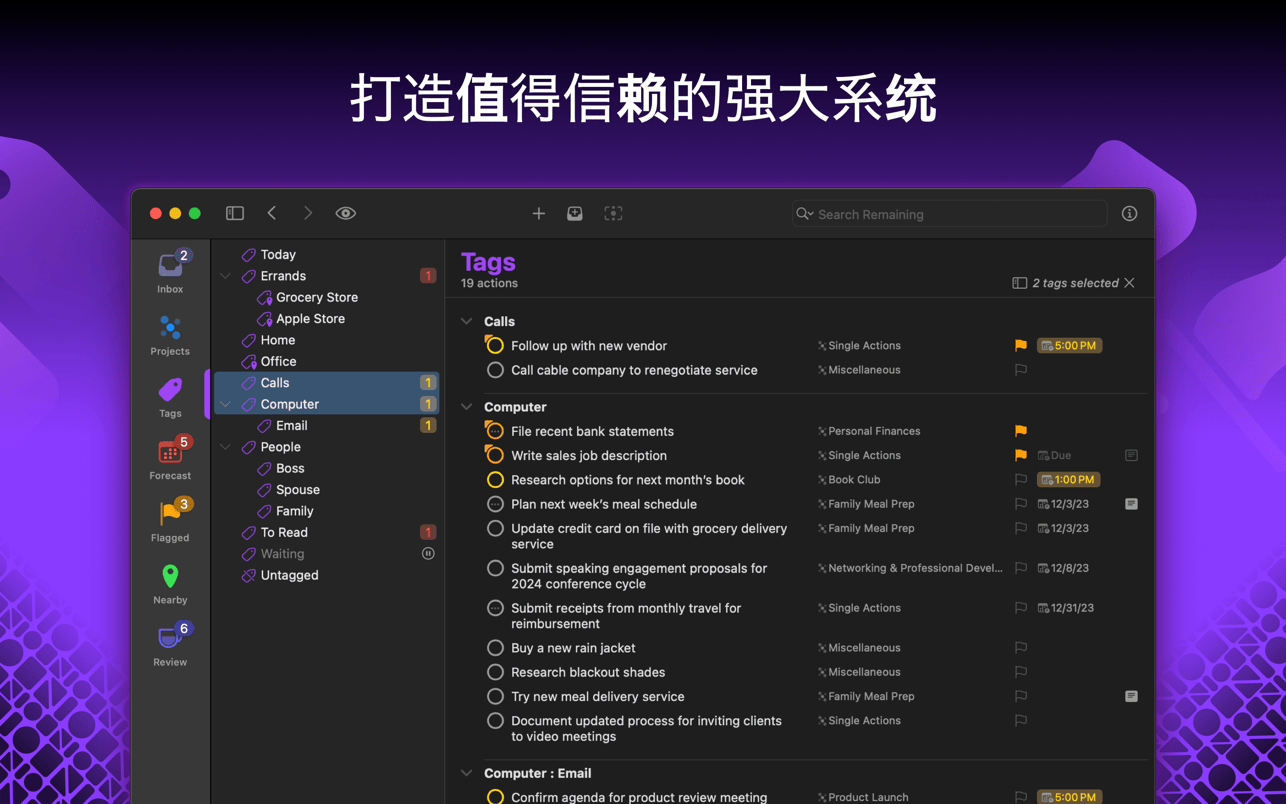 打造值得信赖的强大系统
Search Remaining
2
Inbox
Projects
Tags
5
Forecast
3
Flagged
Nearby
6
Review
Today
Errands 1
Grocery Store
Apple Store
Home
Office
Calls 1
Computer 1
Email 1
People
Boss
Spouse
Family
To Read 1
Waiting
Untagged
Tags
19 actions
2 tags selected
Calls
Follow up with new vendor Single Actions 5:00 PM
Call cable company to renegotiate service Miscellaneous
Computer
File recent bank statements Personal Finances
Write sales job description Single Actions Due
Research options for next month’s book Book Club 1:00 PM
Plan next week’s meal schedule Family Meal Prep 12/3/23
Update credit card on file with grocery delivery Family Meal Prep 12/3/23
service
Submit speaking engagement proposals for Networking & Professional Devel... 12/8/23
2024 conference cycle
Submit receipts from monthly travel for Single Actions 12/31/23
reimbursement
Buy a new rain jacket Miscellaneous
Research blackout shades Miscellaneous
Try new meal delivery service Family Meal Prep
Document updated process for inviting clients Single Actions
to video meetings
Computer : Email
Confirm agenda for product review meeting Product Launch 5:00 PM